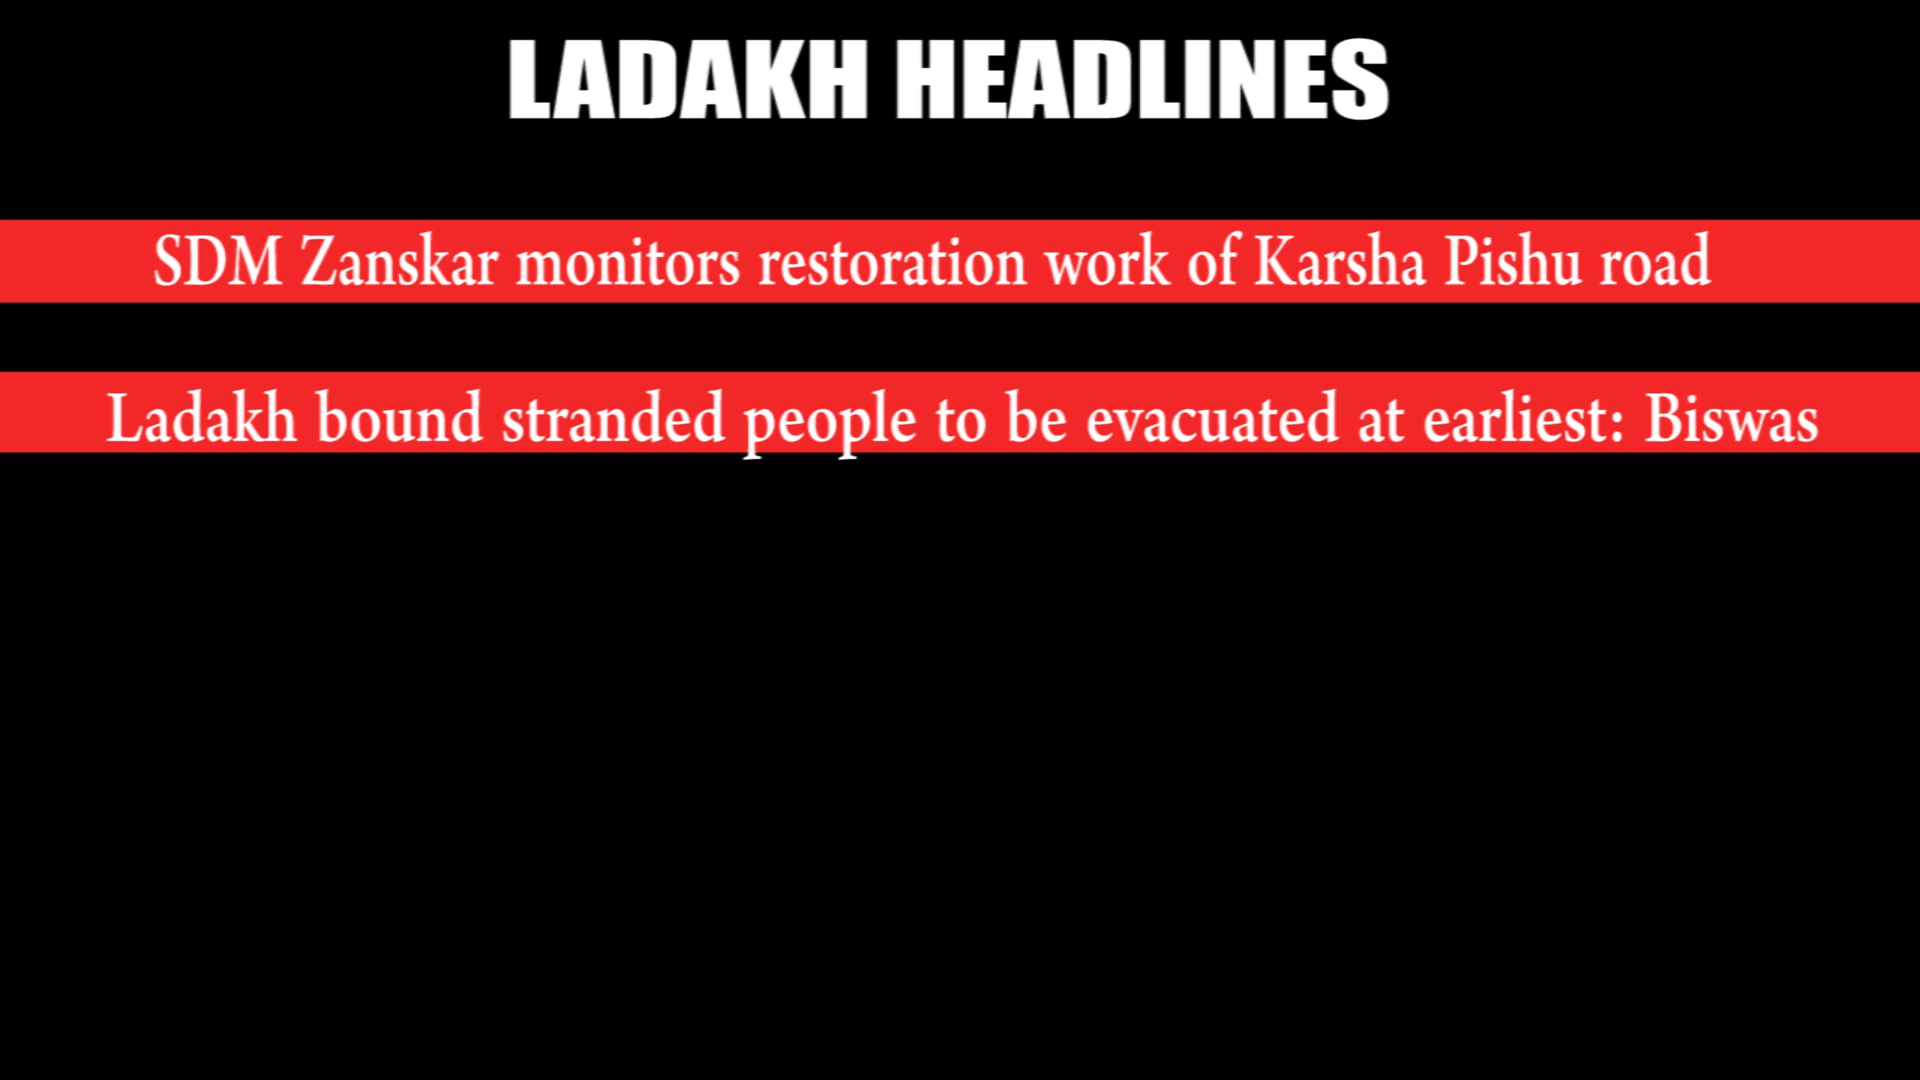 LADAKH HEADLINES
SDM Zanskar monitors restoration work of Karsha Pishu road
Ladakh bound stranded people to be evacuated at earliest: Biswas